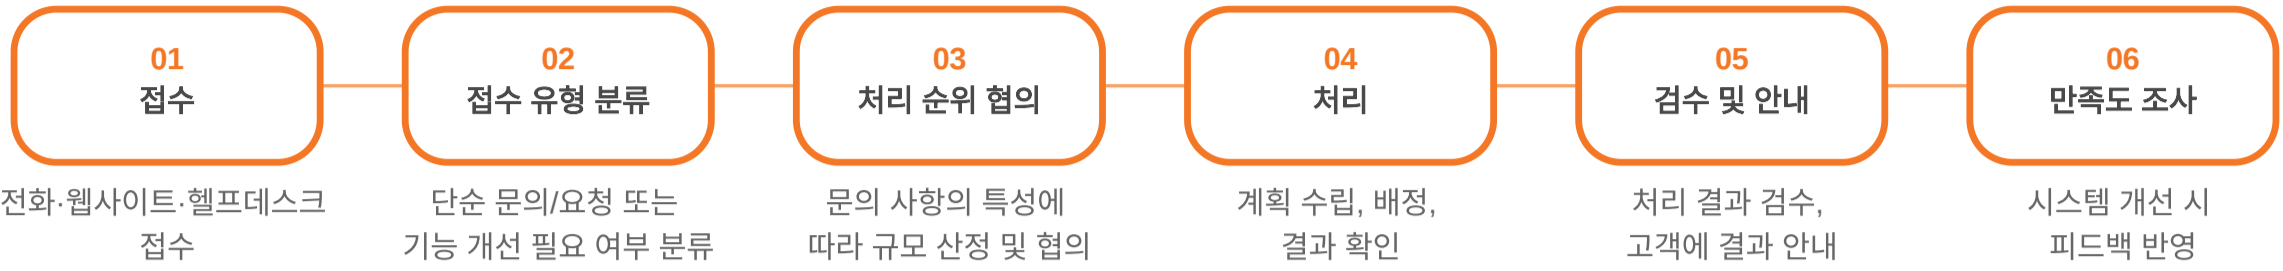 01
접수
전화·웹사이트·헬프데스크
접수
02
접수 유형 분류
단순 문의/요청 또는
기능 개선 필요 여부 분류
03
처리 순위 협의
문의 사항의 특성에
따라 규모 산정 및 협의
04
처리
계획 수립, 배정,
결과 확인
05
검수 및 안내
처리 결과 검수,
고객에 결과 안내
06
만족도 조사
시스템 개선 시
피드백 반영